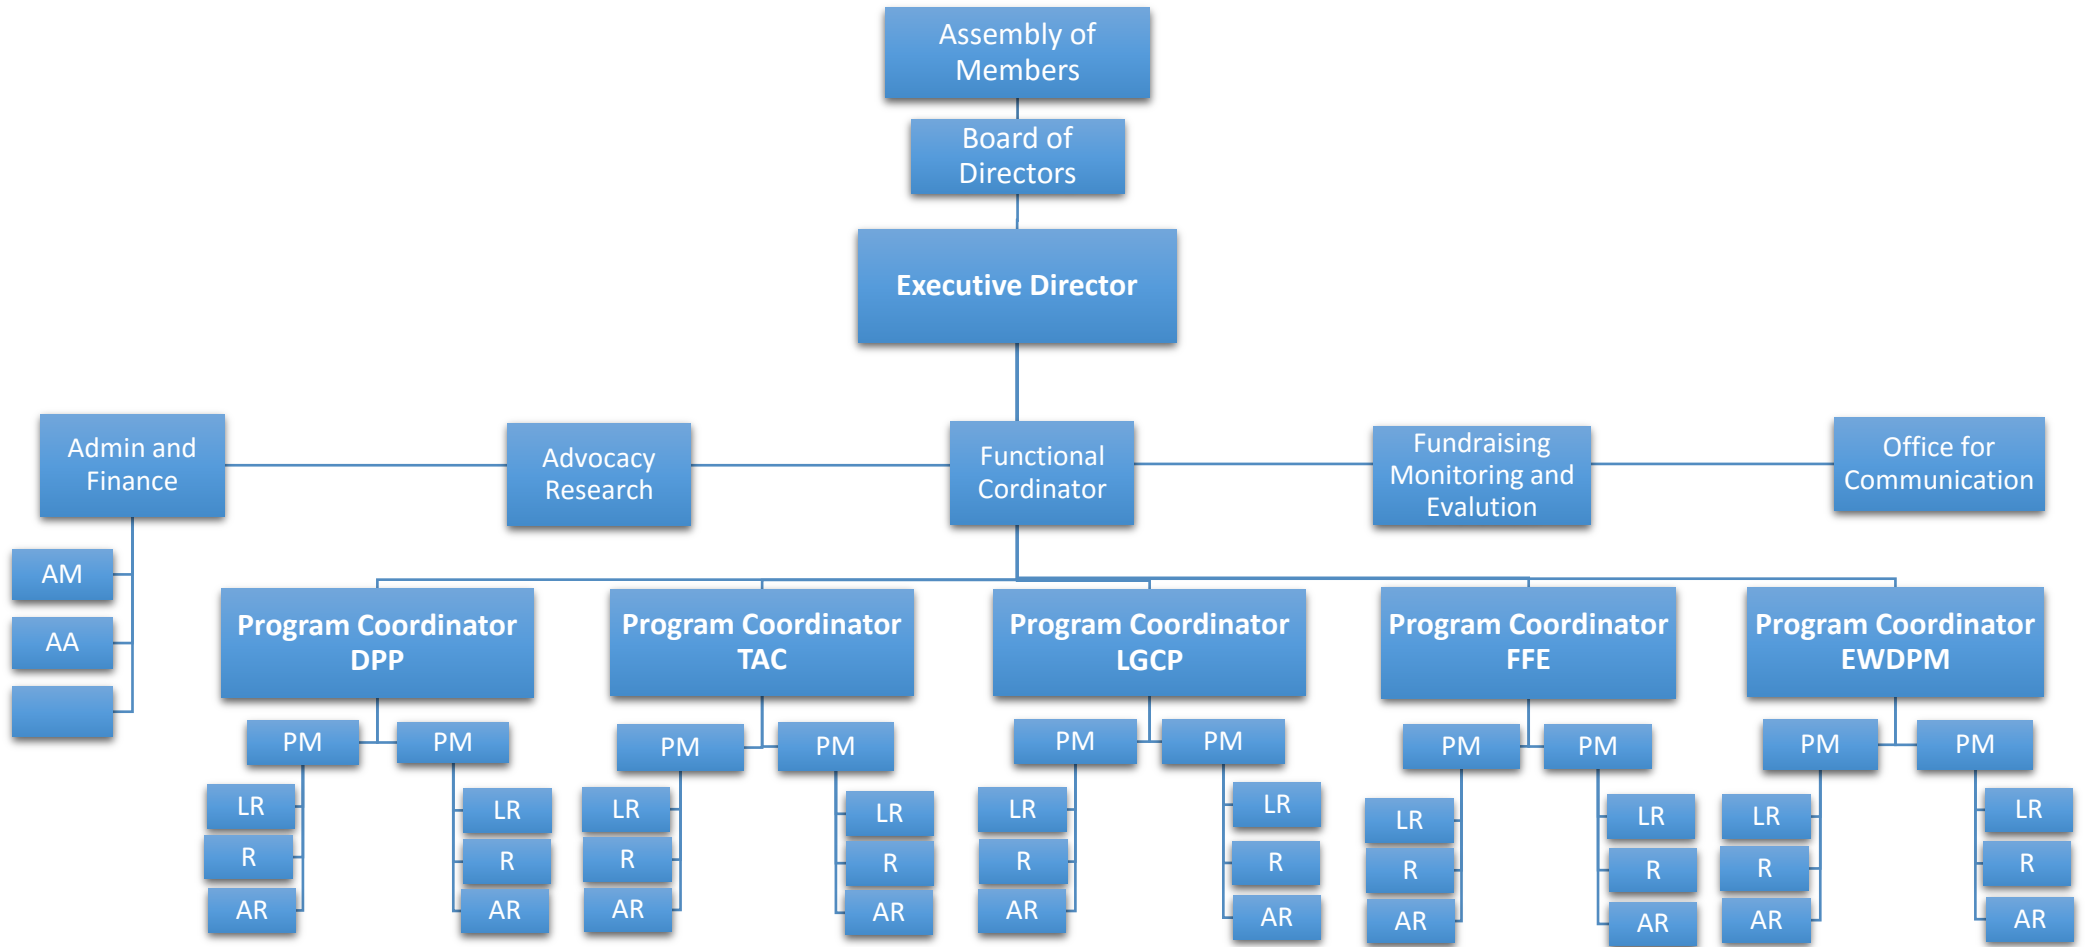 Assembly of
Members
Board of
Directors
Executive Director
Admin and
Finance
Advocacy
Research
Functional
Cordinator
Fundraising
Monitoring and
Evalution
Office for
Communication
AM
AA
Program Coordinator
DPP
Program Coordinator
TAC
Program Coordinator
LGCP
Program Coordinator
FFE
Program Coordinator
EWDPM
PM
PM
PM
PM
PM
PM
PM
PM
PM
PM
LR
R
AR
LR
R
AR
LR
R
AR
LR
R
AR
LR
R
AR
LR
R
AR
LR
R
AR
LR
R
AR
LR
R
AR
LR
R
AR